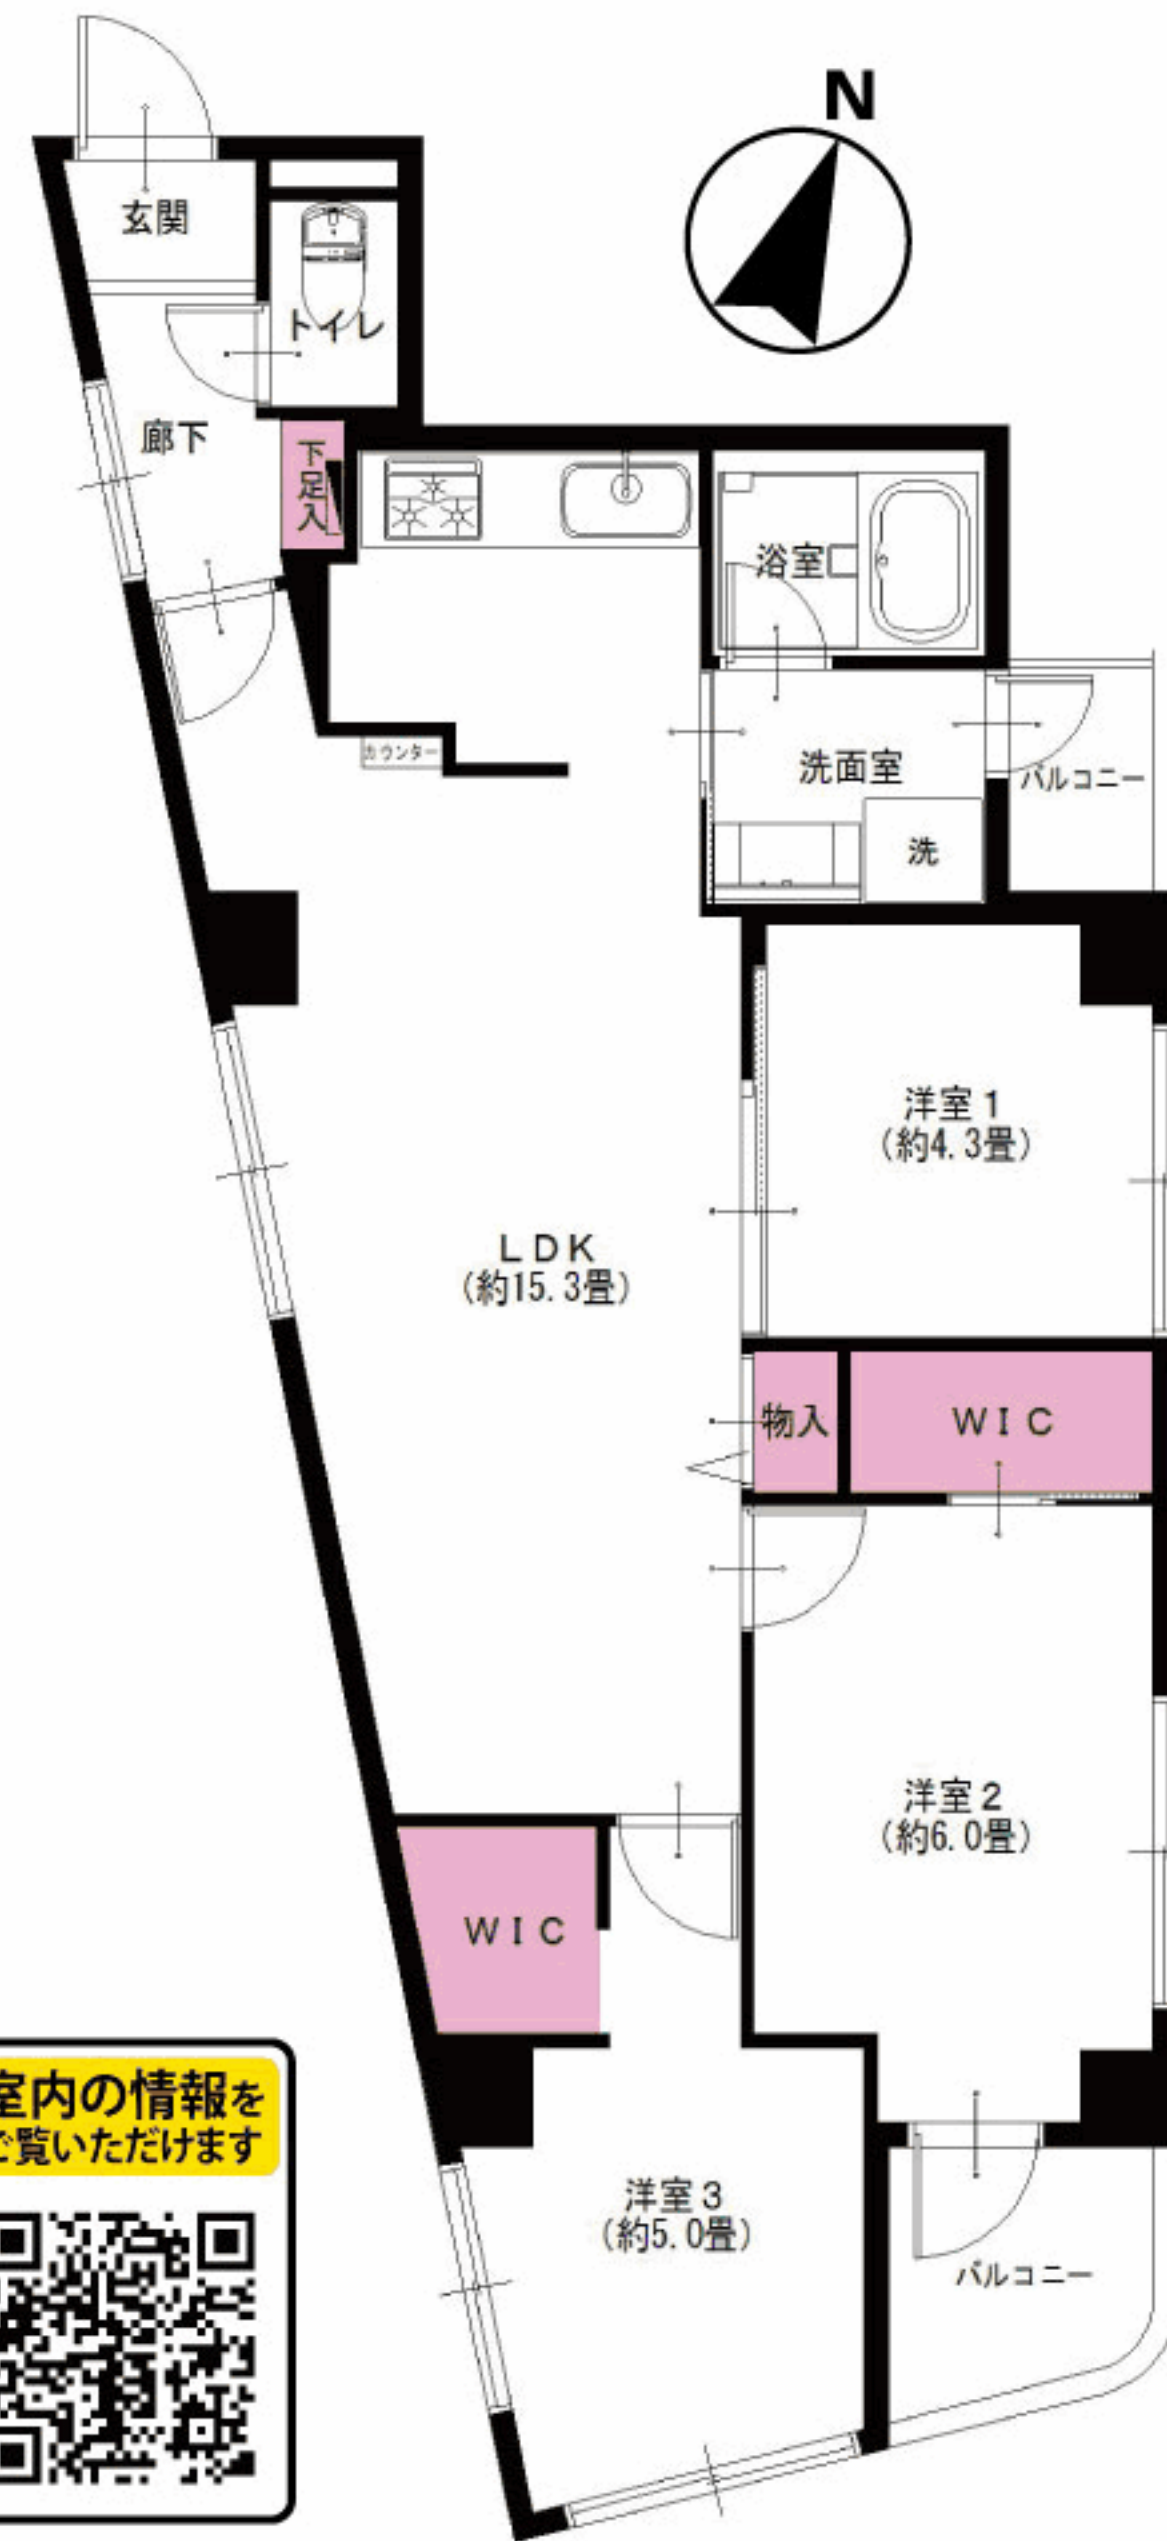 N
玄関
トイレ
廊下
下足入
浴室
カウンター
洗面室
バルコニー
洗
洋室1
(約4.3畳)
LDK
(約15.3畳)
物入
WIC
洋室2
(約6.0畳)
WIC
室内の情報を
ご覧いただけます
洋室3
(約5.0畳)
バルコニー